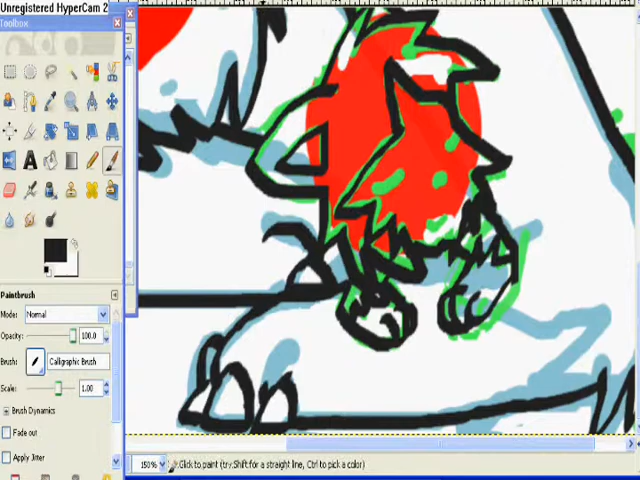 Unregistered HyperCam 2
Toolbox
Paintbrush
Mode: Normal
Opacity: 100.0
Brush: Calligraphic Brush
Scale: 1.00
Brush Dynamics
Fade out
Apply Jitter
150% Click to paint (try Shift for a straight line, Ctrl to pick a color)